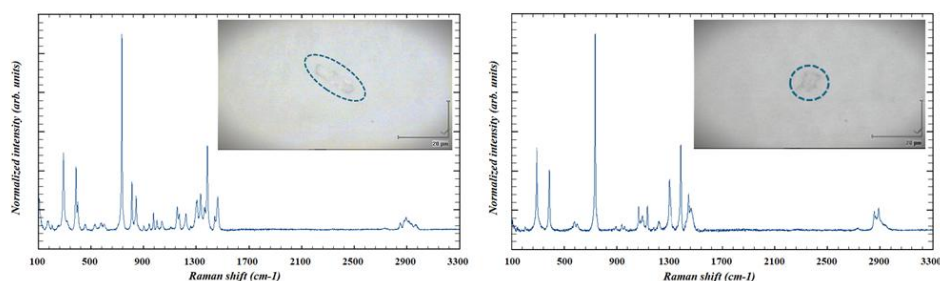 Normalized intensity (arb. units)
20 µm
100 500 900 1300 1700 2100 2500 2900 3300
Raman shift (cm-1)
Normalized intensity (arb. units)
20 µm
100 500 900 1300 1700 2100 2500 2900 3300
Raman shift (cm-1)